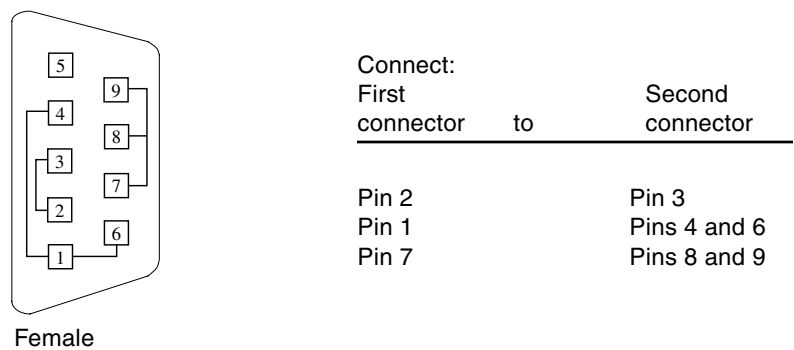 5
9
4
8
3
7
2
6
1
Female
Connect:
First Second
connector to connector
Pin 2 Pin 3
Pin 1 Pins 4 and 6
Pin 7 Pins 8 and 9